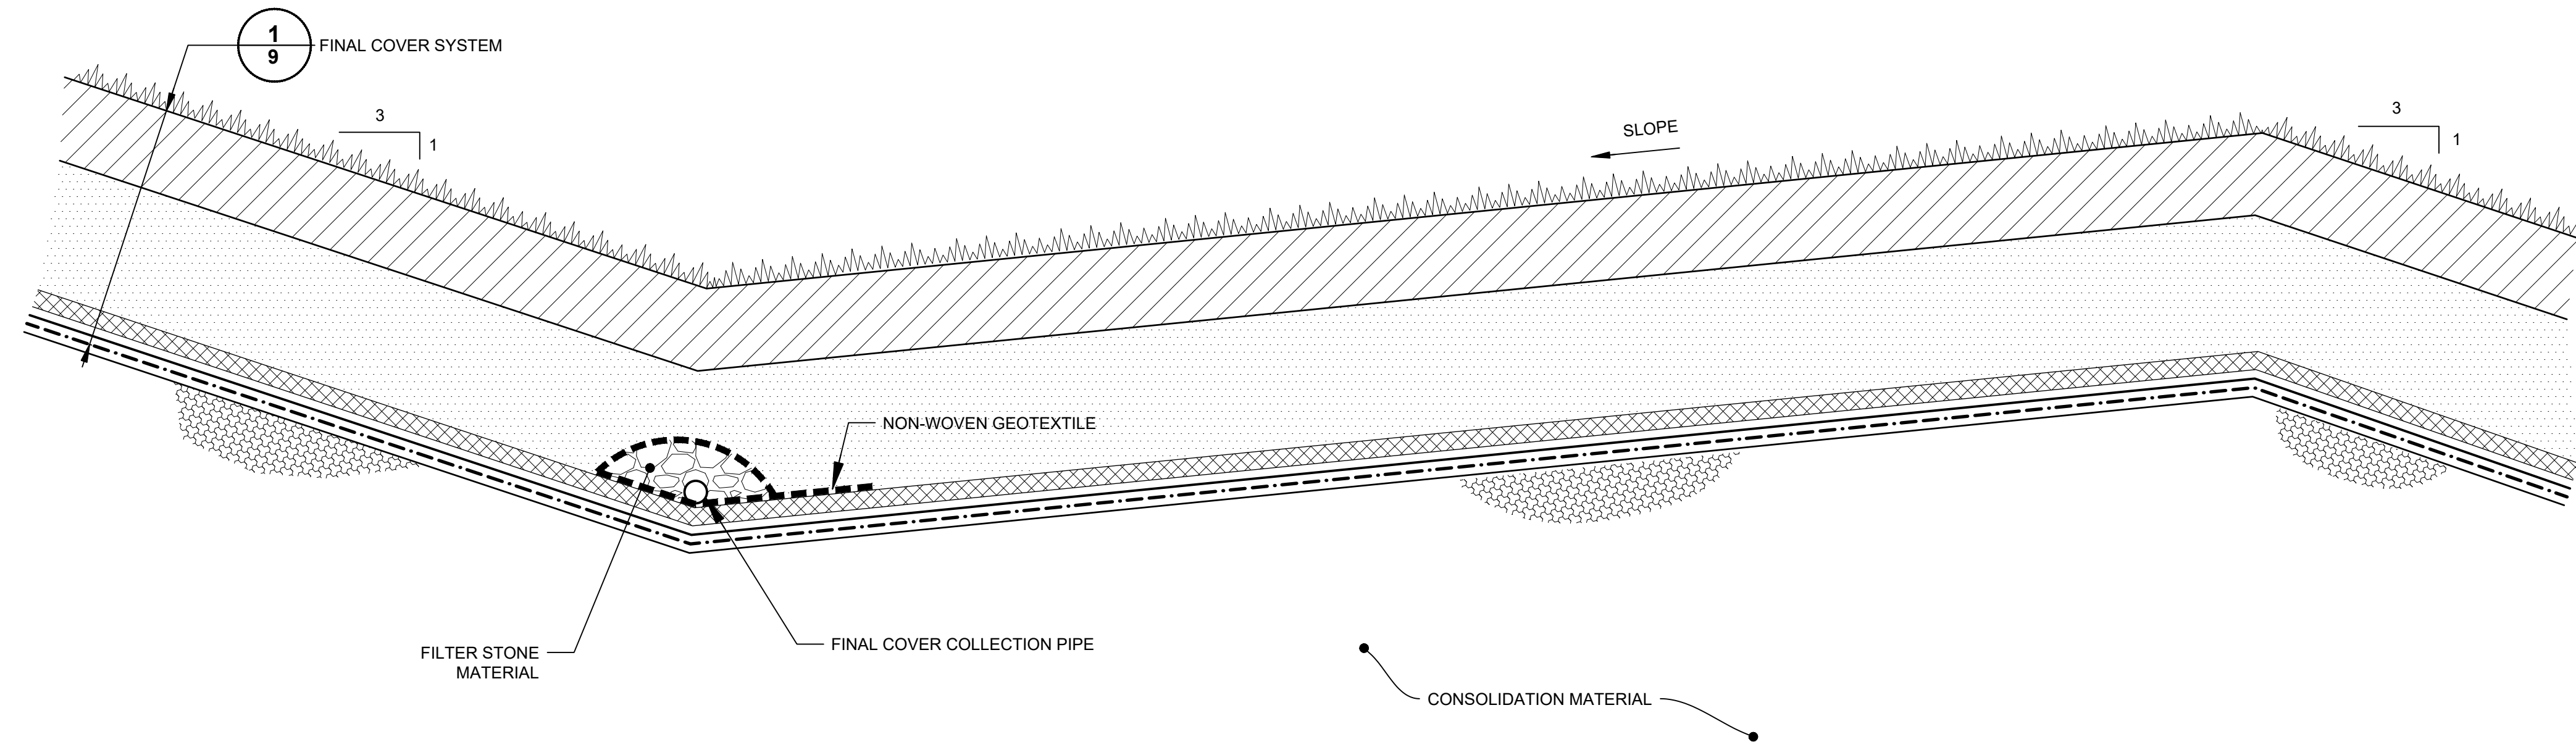 1
9
FINAL COVER SYSTEM
3
1
SLOPE
3
1
NON-WOVEN GEOTEXTILE
FILTER STONE
MATERIAL
FINAL COVER COLLECTION PIPE
CONSOLIDATION MATERIAL